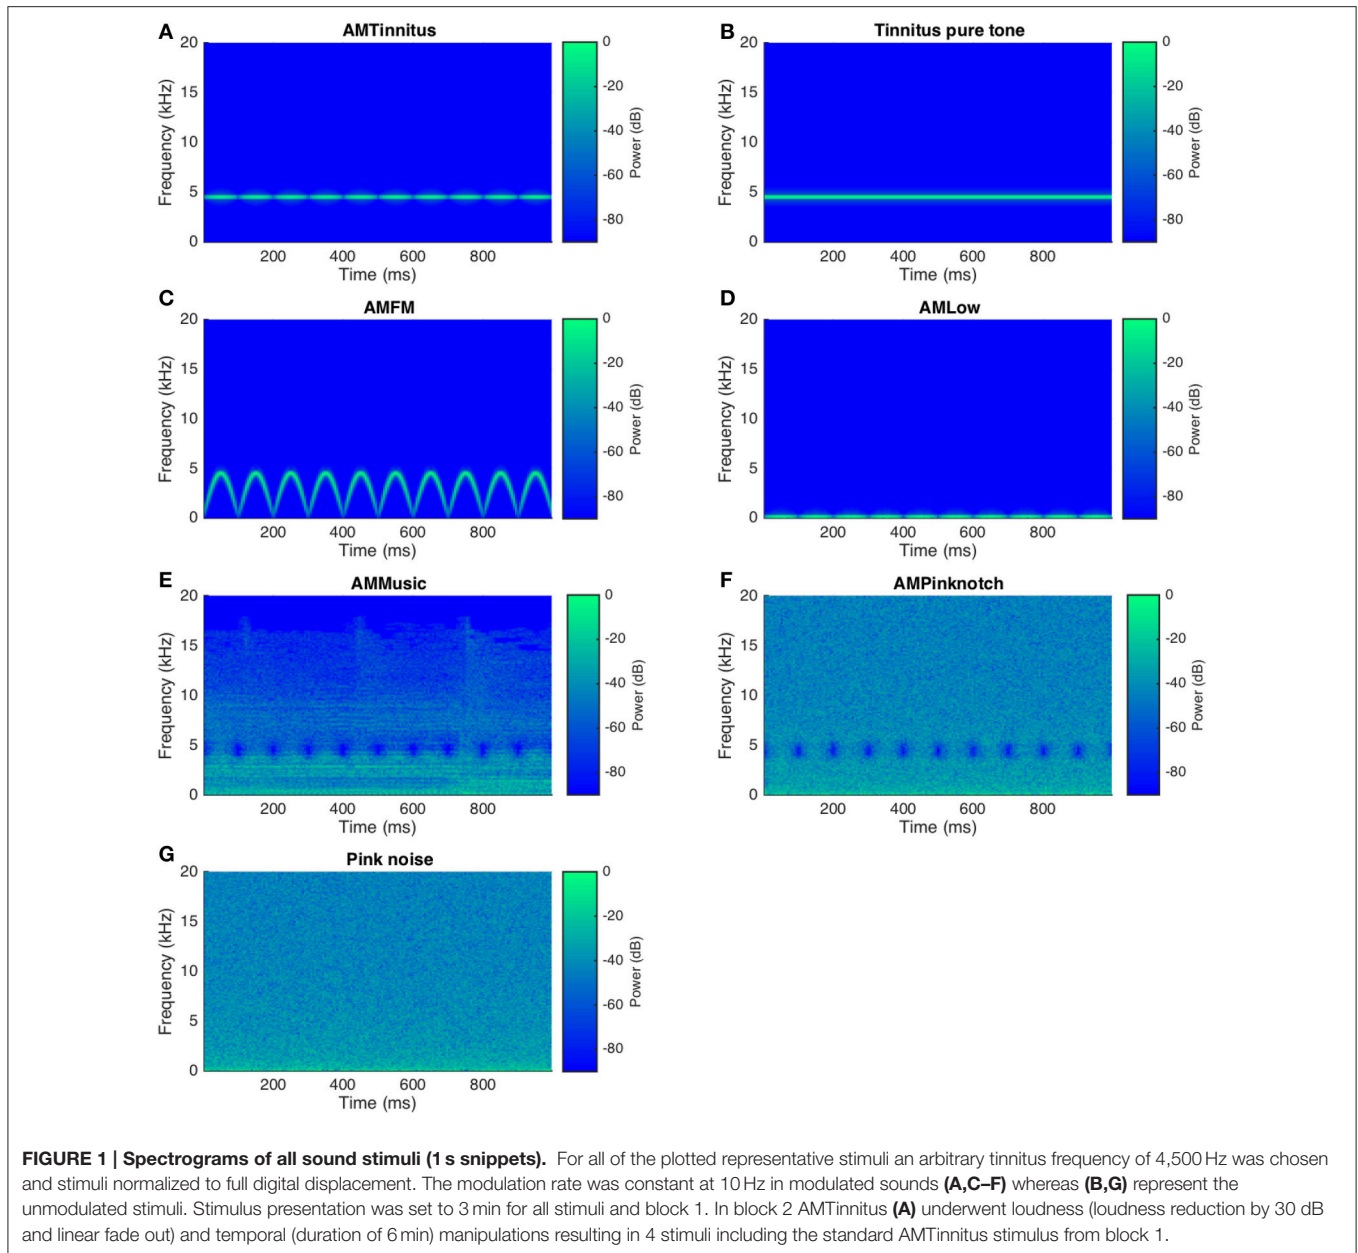 A
AMTinnitus
20
15
10
5
0
Frequency (kHz)
200 400 600 800
Time (ms)
0
-20
-40
-60
-80
Power (dB)
B
Tinnitus pure tone
20
15
10
5
0
Frequency (kHz)
200 400 600 800
Time (ms)
0
-20
-40
-60
-80
Power (dB)
C
AMFM
20
15
10
5
0
Frequency (kHz)
200 400 600 800
Time (ms)
0
-20
-40
-60
-80
Power (dB)
D
AMLow
20
15
10
5
0
Frequency (kHz)
200 400 600 800
Time (ms)
0
-20
-40
-60
-80
Power (dB)
E
AMMusic
20
15
10
5
0
Frequency (kHz)
200 400 600 800
Time (ms)
0
-20
-40
-60
-80
Power (dB)
F
AMPinknotch
20
15
10
5
0
Frequency (kHz)
200 400 600 800
Time (ms)
0
-20
-40
-60
-80
Power (dB)
G
Pink noise
20
15
10
5
0
Frequency (kHz)
200 400 600 800
Time (ms)
0
-20
-40
-60
-80
Power (dB)
FIGURE 1 | Spectrograms of all sound stimuli (1 s snippets). For all of the plotted representative stimuli an arbitrary tinnitus frequency of 4,500 Hz was chosen
and stimuli normalized to full digital displacement. The modulation rate was constant at 10 Hz in modulated sounds (A,C–F) whereas (B,G) represent the
unmodulated stimuli. Stimulus presentation was set to 3 min for all stimuli and block 1. In block 2 AMTinnitus (A) underwent loudness (loudness reduction by 30 dB
and linear fade out) and temporal (duration of 6 min) manipulations resulting in 4 stimuli including the standard AMTinnitus stimulus from block 1.